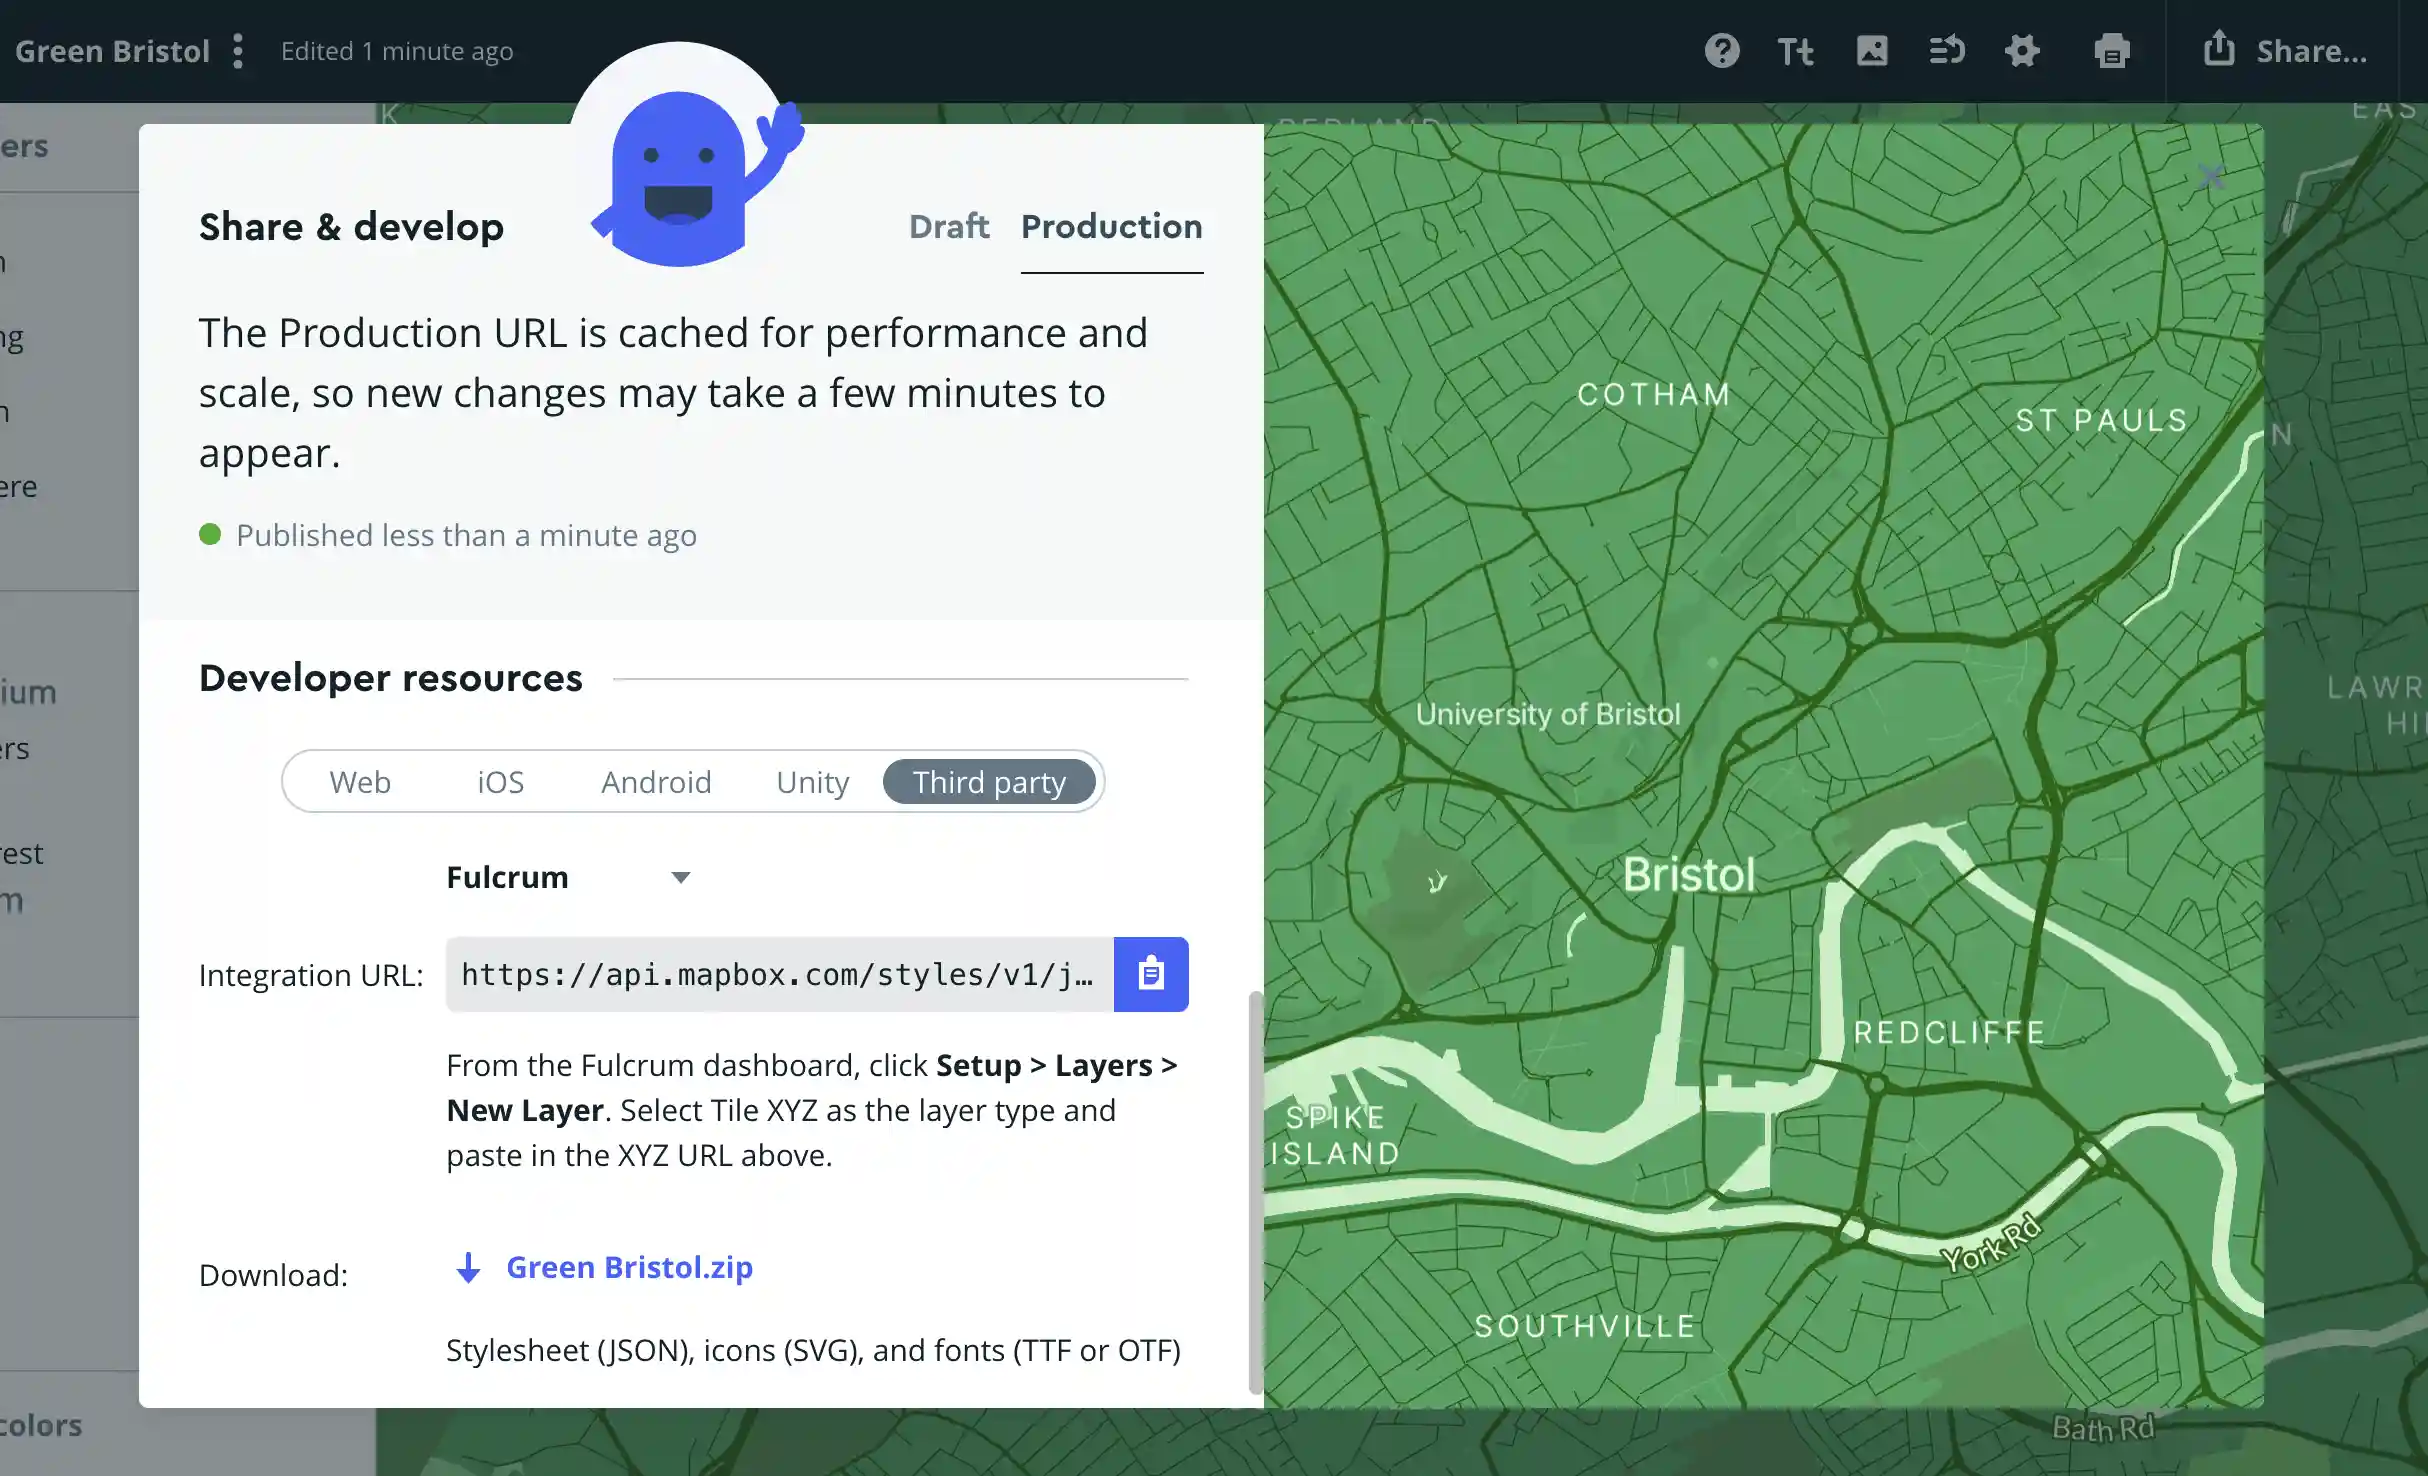 Green Bristol
Edited 1 minute ago
Tt
Share...
ers
ng
ere
ium
ers
rest
m
colors
Share & develop
Draft
Production
The Production URL is cached for performance and
scale, so new changes may take a few minutes to
appear.
Published less than a minute ago
Developer resources
Web
iOS
Android
Unity
Third party
Fulcrum
Integration URL:
https://api.mapbox.com/styles/v1/j…
From the Fulcrum dashboard, click Setup > Layers >
New Layer. Select Tile XYZ as the layer type and
paste in the XYZ URL above.
Download:
Green Bristol.zip
Stylesheet (JSON), icons (SVG), and fonts (TTF or OTF)
K
EAS
COTHAM
ST PAULS
N
LAWR
HI
University of Bristol
Bristol
REDCLIFFE
SPIKE
ISLAND
York Rd
SOUTHVILLE
Bath Rd